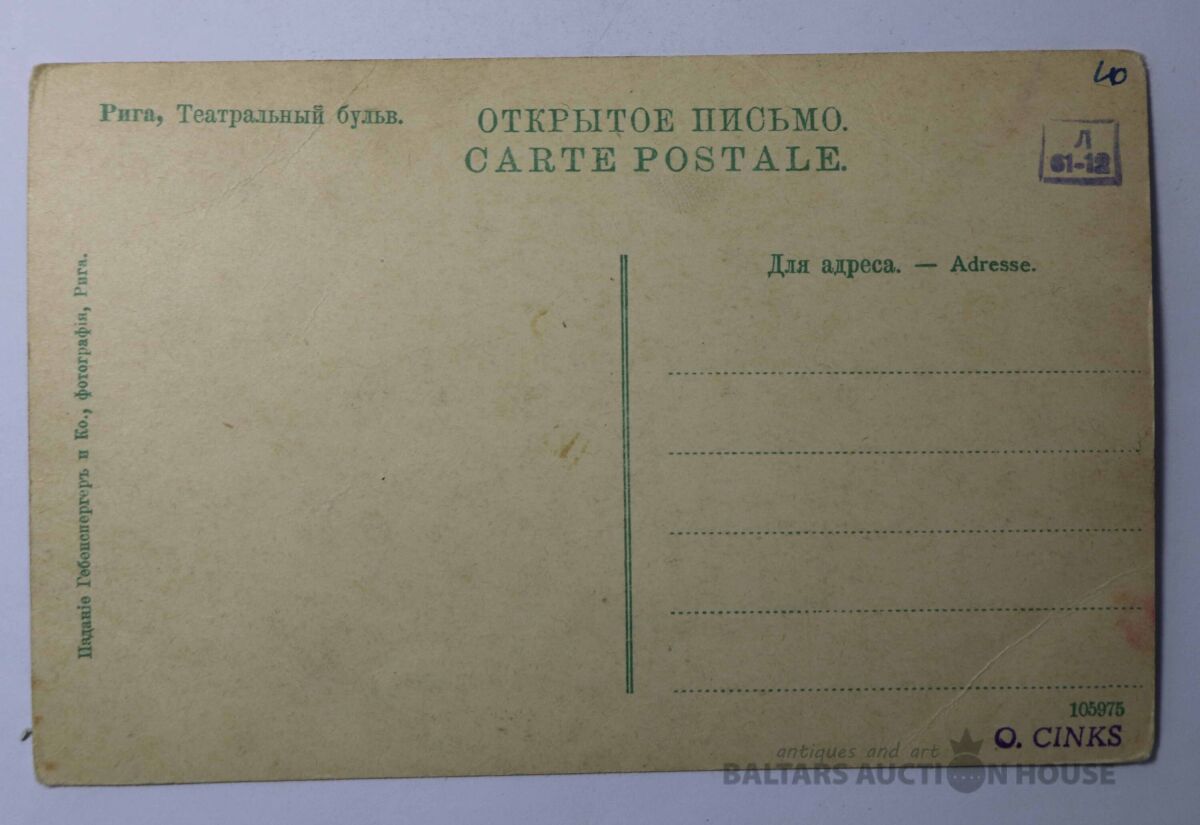 40
Рига, Театральный бульв.
ОТКРЫТОЕ ПИСЬМО.
CARTE POSTALE.
Л
61-12
Для адреса. — Adresse.
Изданіе Гебенспергеръ и Ко., фотографія, Рига.
105975
O. CINKS
antiques and art
BALTARS AUCTION HOUSE